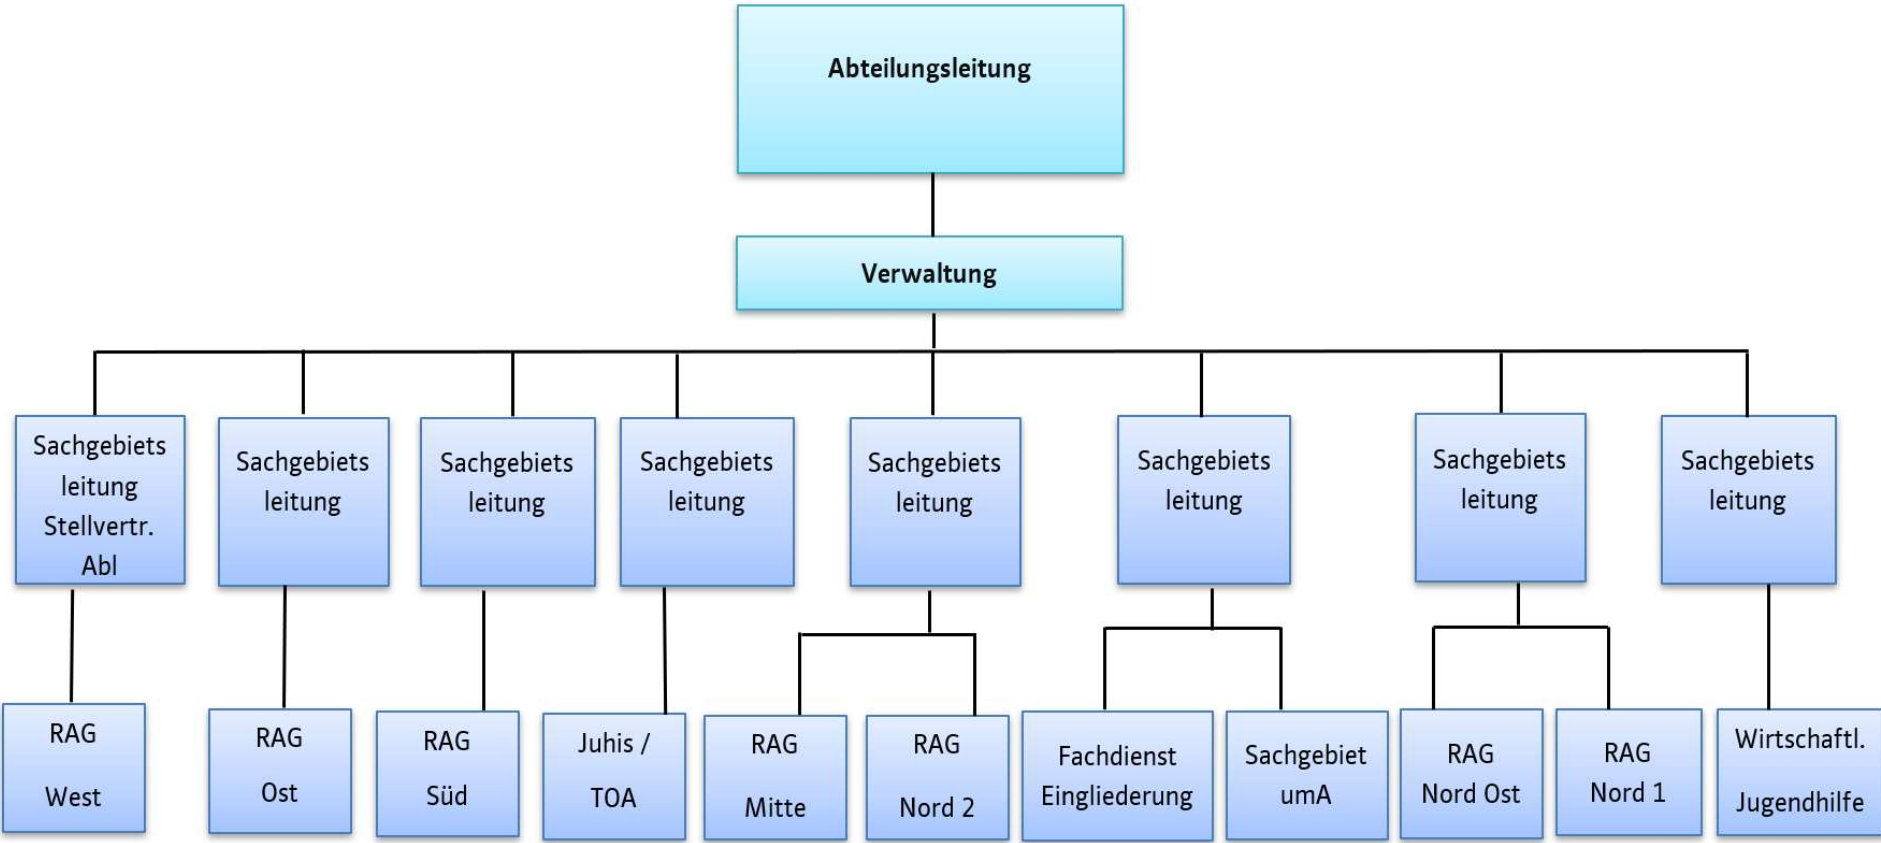 Abteilungsleitung
Verwaltung
Sachgebiets
leitung
Stellvertr.
Abl
Sachgebiets
leitung
Sachgebiets
leitung
Sachgebiets
leitung
Sachgebiets
leitung
Sachgebiets
leitung
Sachgebiets
leitung
Sachgebiets
leitung
RAG
West
RAG
Ost
RAG
Süd
Juhis /
TOA
RAG
Mitte
RAG
Nord 2
Fachdienst
Eingliederung
Sachgebiet
umA
RAG
Nord Ost
RAG
Nord 1
Wirtschaftl.
Jugendhilfe